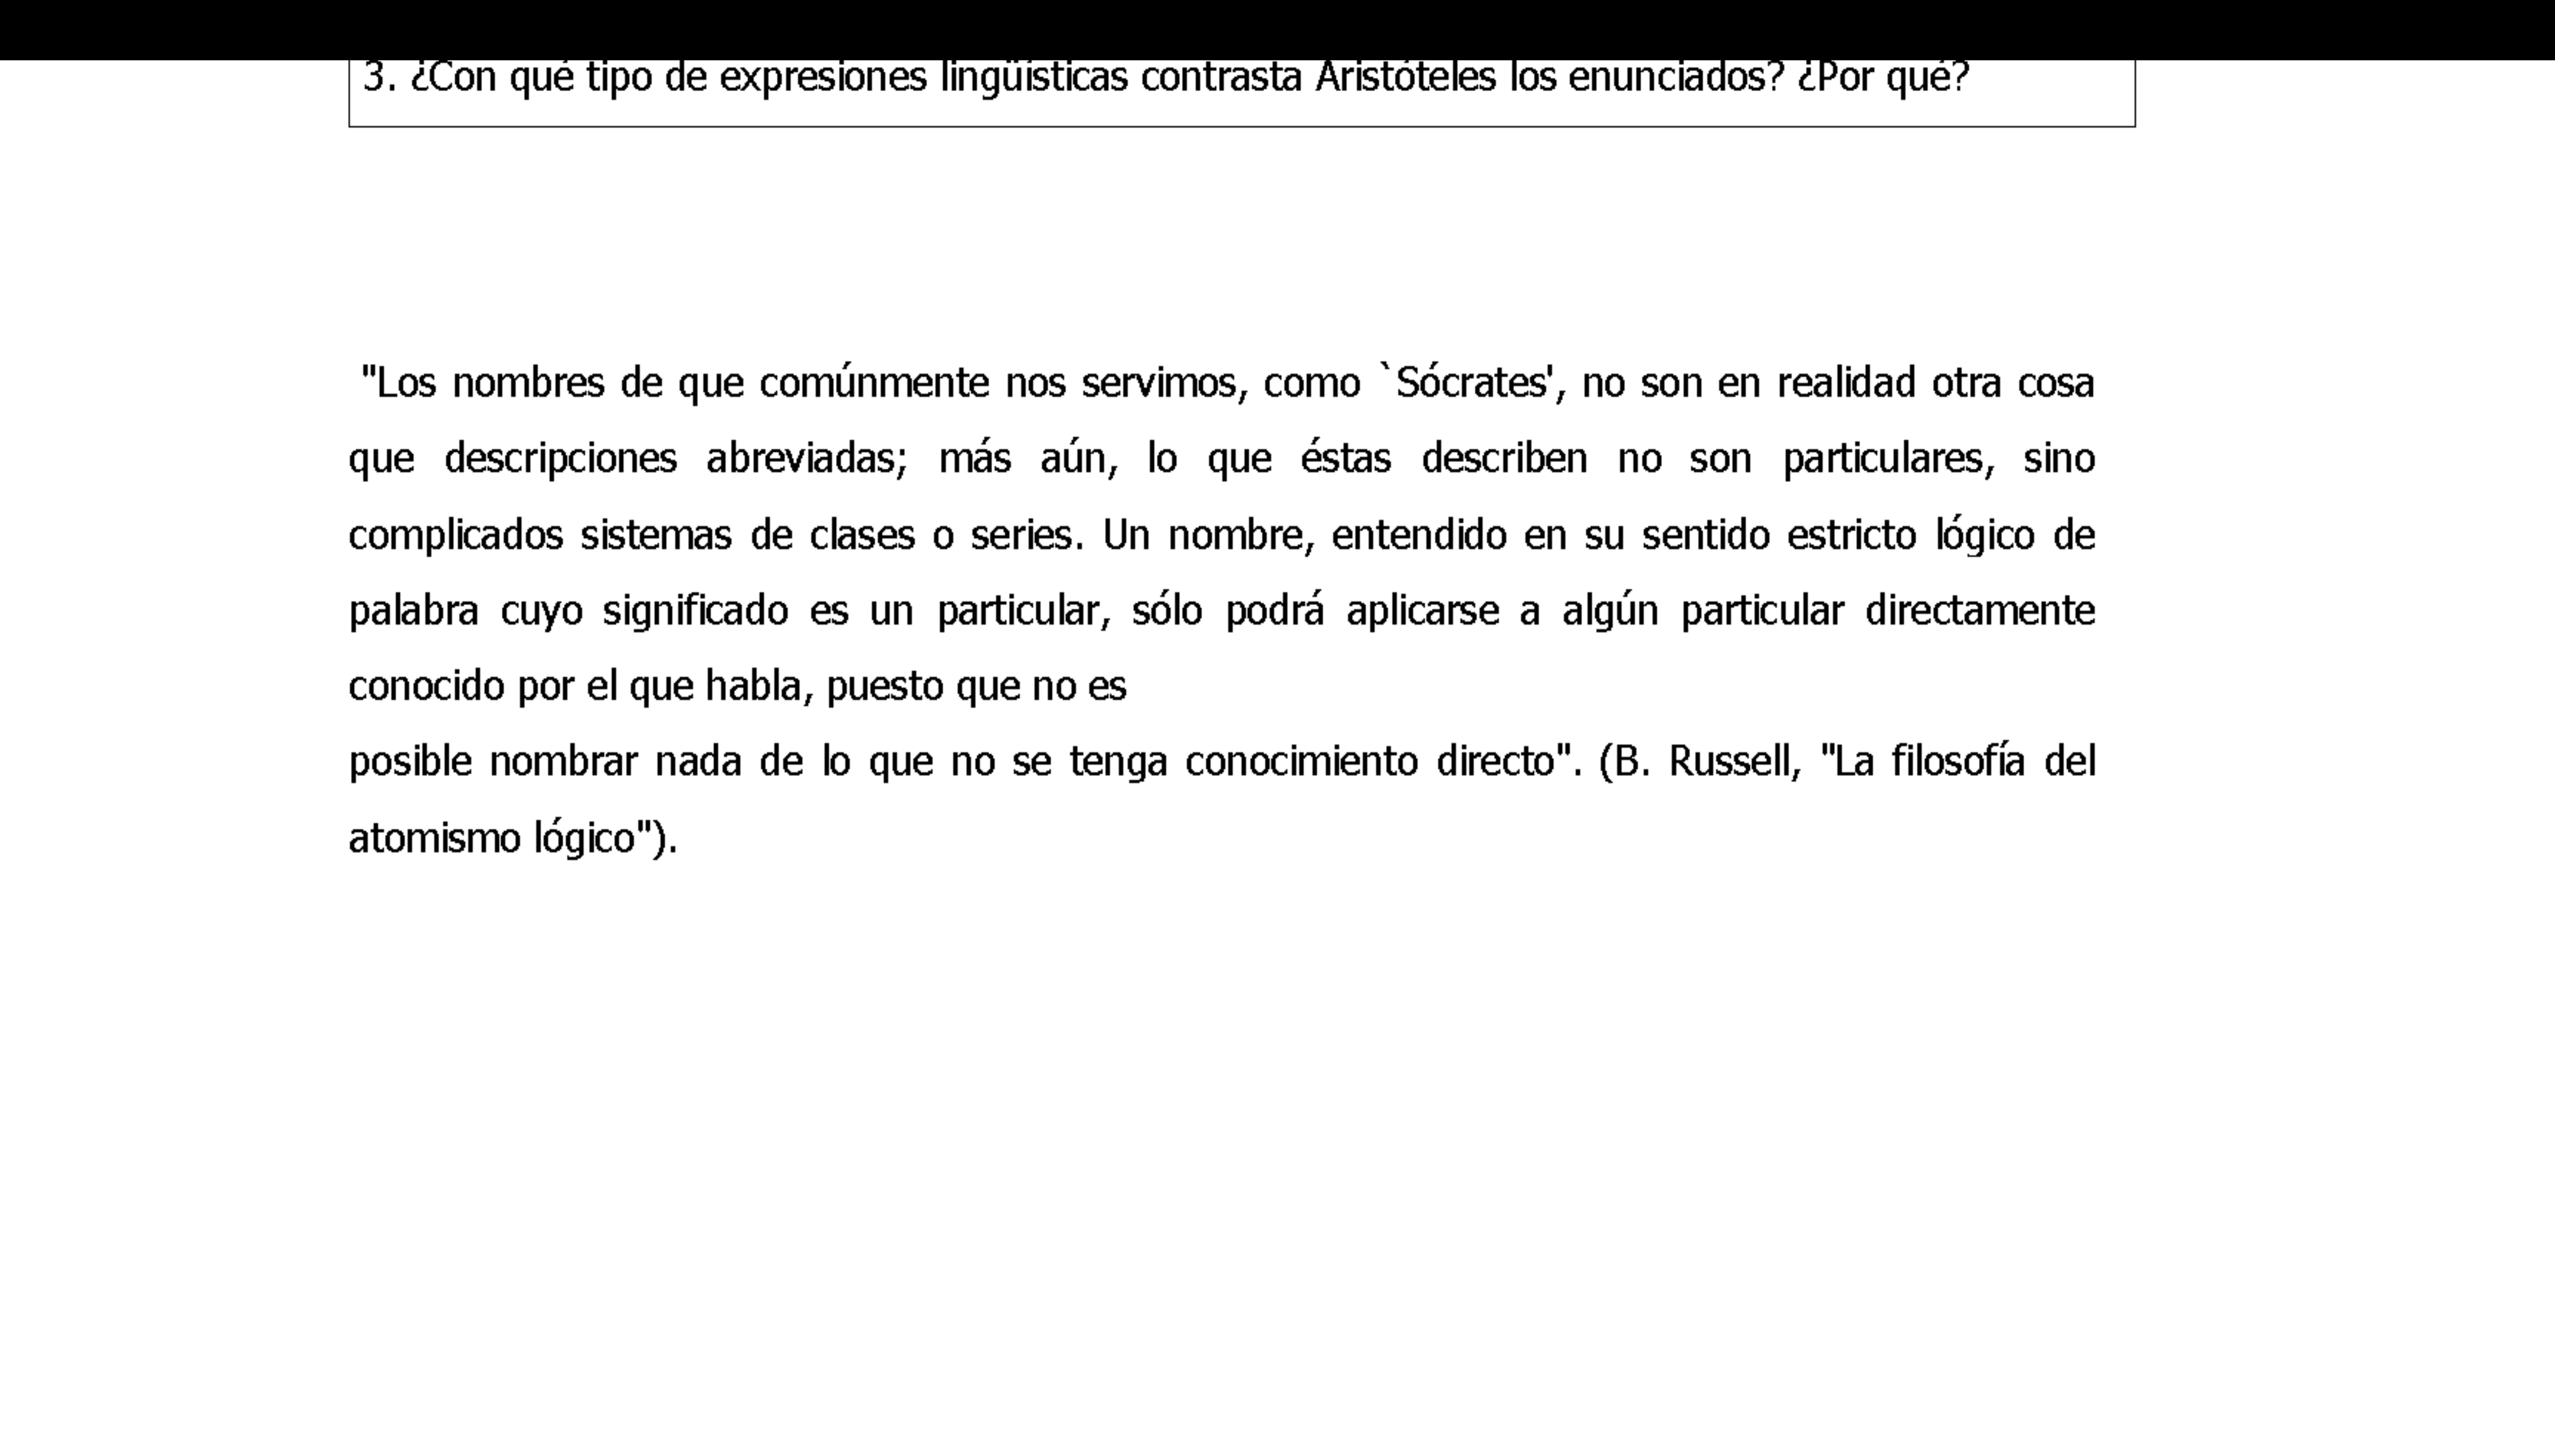 3. ¿Con qué tipo de expresiones lingüísticas contrasta Aristóteles los enunciados? ¿Por qué?
"Los nombres de que comúnmente nos servimos, como `Sócrates', no son en realidad otra cosa
que descripciones abreviadas; más aún, lo que éstas describen no son particulares, sino
complicados sistemas de clases o series. Un nombre, entendido en su sentido estricto lógico de
palabra cuyo significado es un particular, sólo podrá aplicarse a algún particular directamente
conocido por el que habla, puesto que no es
posible nombrar nada de lo que no se tenga conocimiento directo". (B. Russell, "La filosofía del
atomismo lógico").